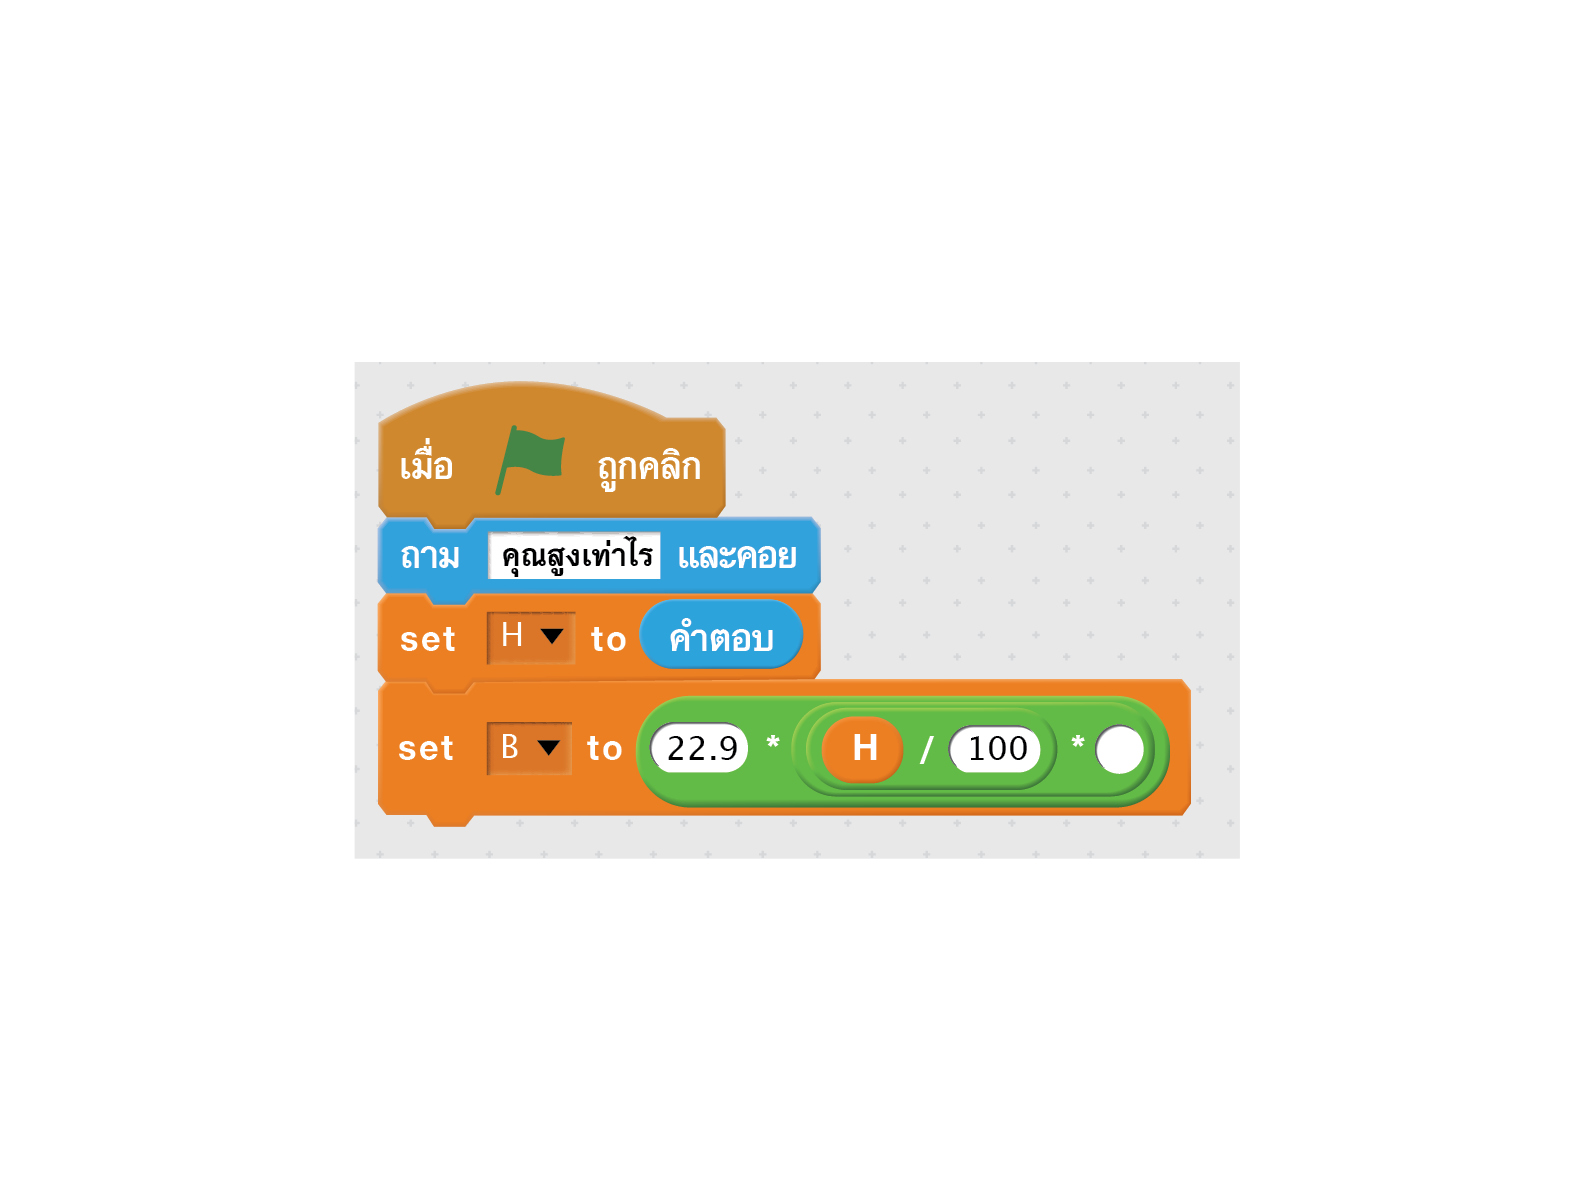 เมื่อ ถูกคลิก
ถาม คุณสูงเท่าไร และคอย
set H to คำตอบ
set B to 22.9 * H / 100 *